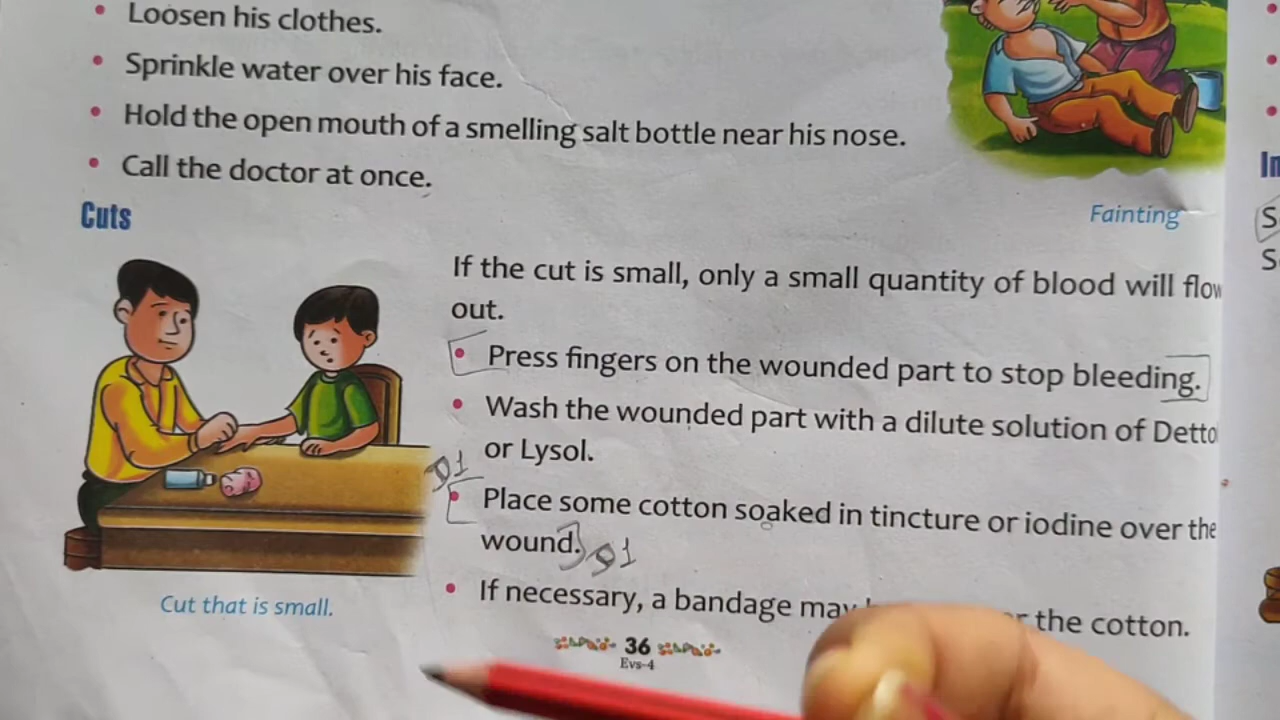 Loosen his clothes.
Sprinkle water over his face.
Hold the open mouth of a smelling salt bottle near his nose.
Call the doctor at once.
Fainting
Cuts
If the cut is small, only a small quantity of blood will flow
out.
Press fingers on the wounded part to stop bleeding.
Wash the wounded part with a dilute solution of Detto
or Lysol.
Place some cotton soaked in tincture or iodine over the
wound.
If necessary, a bandage may the cotton.
Cut that is small.
36
Evs-4